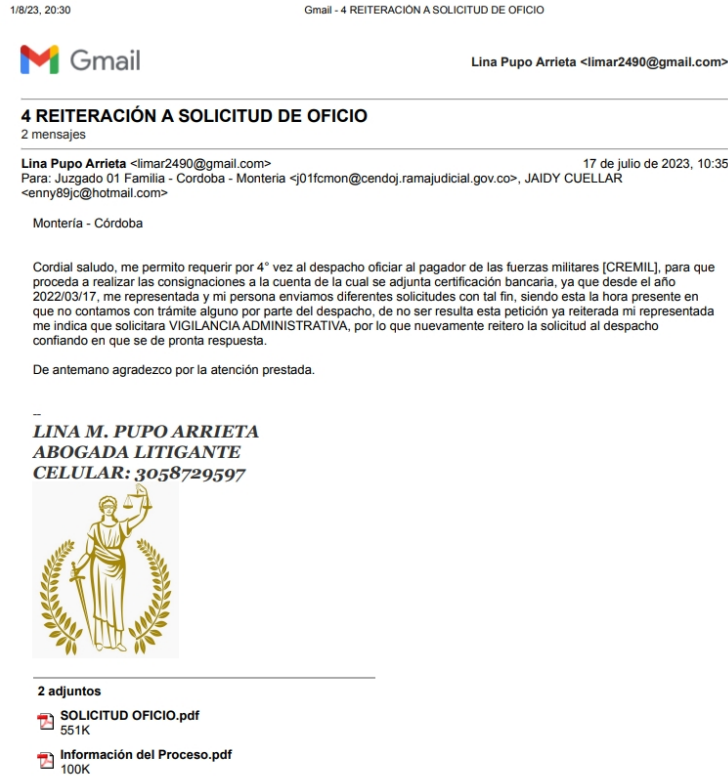 1/8/23, 20:30 Gmail - 4 REITERACIÓN A SOLICITUD DE OFICIO
Gmail
Lina Pupo Arrieta <limar2490@gmail.com>
4 REITERACIÓN A SOLICITUD DE OFICIO
2 mensajes
Lina Pupo Arrieta <limar2490@gmail.com> 17 de julio de 2023, 10:35
Para: Juzgado 01 Familia - Cordoba - Monteria <j01fcmon@cendoj.ramajudicial.gov.co>, JAIDY CUELLAR
<enny89jc@hotmail.com>
Montería - Córdoba
Cordial saludo, me permito requerir por 4° vez al despacho oficiar al pagador de las fuerzas militares [CREMIL], para que
proceda a realizar las consignaciones a la cuenta de la cual se adjunta certificación bancaria, ya que desde el año
2022/03/17, me representada y mi persona enviamos diferentes solicitudes con tal fin, siendo esta la hora presente en
que no contamos con trámite alguno por parte del despacho, de no ser resulta esta petición ya reiterada mi representada
me indica que solicitara VIGILANCIA ADMINISTRATIVA, por lo que nuevamente reitero la solicitud al despacho
confiando en que se de pronta respuesta.
De antemano agradezco por la atención prestada.
--
LINA M. PUPO ARRIETA
ABOGADA LITIGANTE
CELULAR: 3058729597
2 adjuntos
SOLICITUD OFICIO.pdf
551K
Información del Proceso.pdf
100K